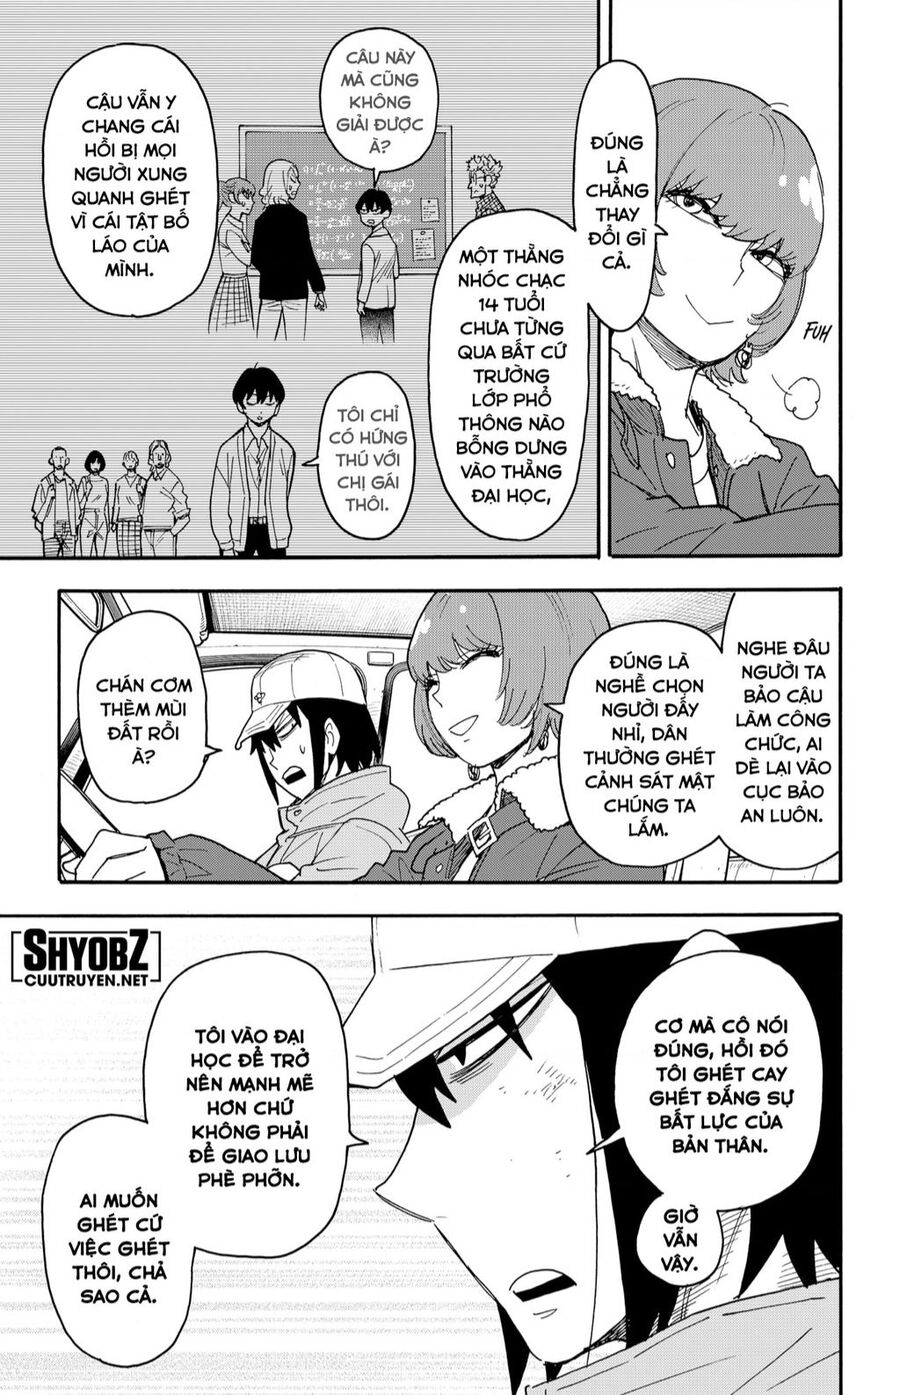 ĐÚNG
LÀ
CHẲNG
THAY
ĐỔI GÌ
CẢ.
FUH
MỘT THẰNG
NHÓC CHẠC
14 TUỔI
CHƯA TỪNG
QUA BẤT CỨ
TRƯỜNG
LỚP PHỔ
THÔNG NÀO
BỖNG DƯNG
VÀO THẲNG
ĐẠI HỌC,
CÂU NÀY
MÀ CŨNG
KHÔNG
GIẢI ĐƯỢC
À?
CẬU VẪN Y
CHANG CÁI
HỒI BỊ MỌI
NGƯỜI XUNG
QUANH GHÉT
VÌ CÁI TẬT BỐ
LÁO CỦA
MÌNH.
TÔI CHỈ
CÓ HỨNG
THÚ VỚI
CHỊ GÁI
THÔI.
NGHE ĐÂU
NGƯỜI TA
BẢO CẬU
LÀM CÔNG
CHỨC, AI
DÈ LẠI VÀO
CỤC BẢO
AN LUÔN.
ĐÚNG LÀ
NGHỀ CHỌN
NGƯỜI ĐẤY
NHỈ, DÂN
THƯỜNG GHÉT
CẢNH SÁT MẬT
CHÚNG TA
LẮM.
CHÁN CƠM
THÈM MÙI
ĐẤT RỒI
À?
SHYOBZ
CUUTRUYEN.NET
CƠ MÀ CÔ NÓI
ĐÚNG, HỒI ĐÓ
TÔI GHÉT CAY
GHÉT ĐẮNG SỰ
BẤT LỰC CỦA
BẢN THÂN.
GIỜ
VẪN
VẬY.
TÔI VÀO ĐẠI
HỌC ĐỂ TRỞ
NÊN MẠNH MẼ
HƠN CHỨ
KHÔNG PHẢI
ĐỂ GIAO LƯU
PHÈ PHỠN.
AI MUỐN
GHÉT CỨ
VIỆC GHÉT
THÔI, CHẢ
SAO CẢ.